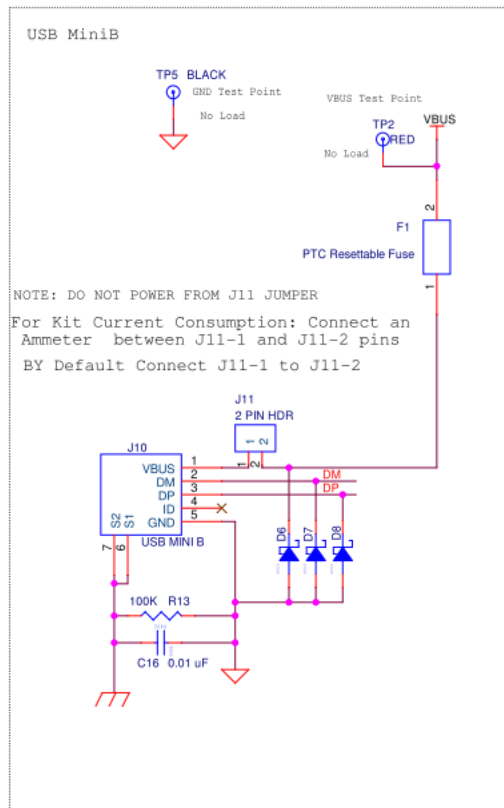 USB MiniB
TP5 BLACK
GND Test Point
No Load
VBUS Test Point
TP2
RED
VBUS
No Load
2
F1
PTC Resettable Fuse
1
NOTE: DO NOT POWER FROM J11 JUMPER
For Kit Current Consumption: Connect an
Ammeter between J11-1 and J11-2 pins
BY Default Connect J11-1 to J11-2
J11
2 PIN HDR
1 2
1 2
J10
VBUS 1
DM 2
DP 3
ID 4
GND 5
S2 S1
7 6
USB MINI B
DM
DP
D6 D7 D8
100K R13
C16 0.01 uF